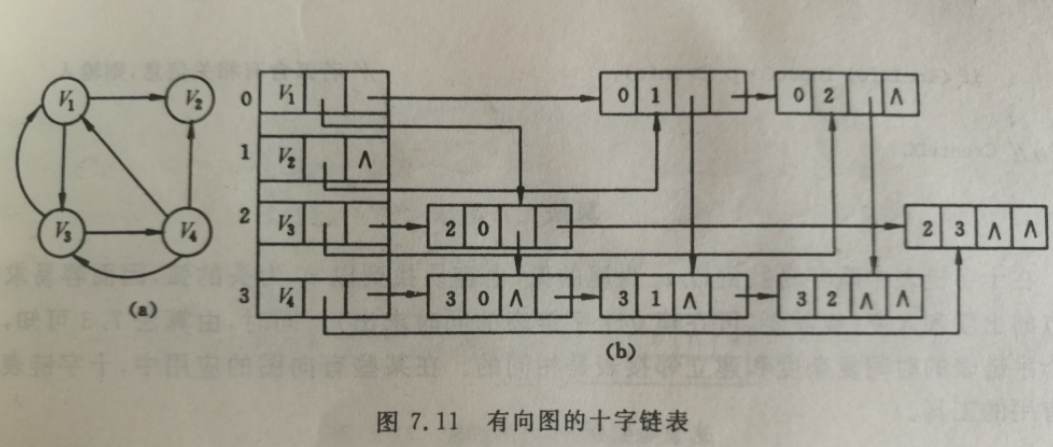 0 V₁ 0 1 0 2 ∧
V₁ V₂
1 V₂ ∧
2 V₃ 2 0 2 3 ∧ ∧
V₃ V₄
3 V₄ 3 0 ∧ 3 1 ∧ 3 2 ∧ ∧
(a)
(b)
图 7.11 有向图的十字链表